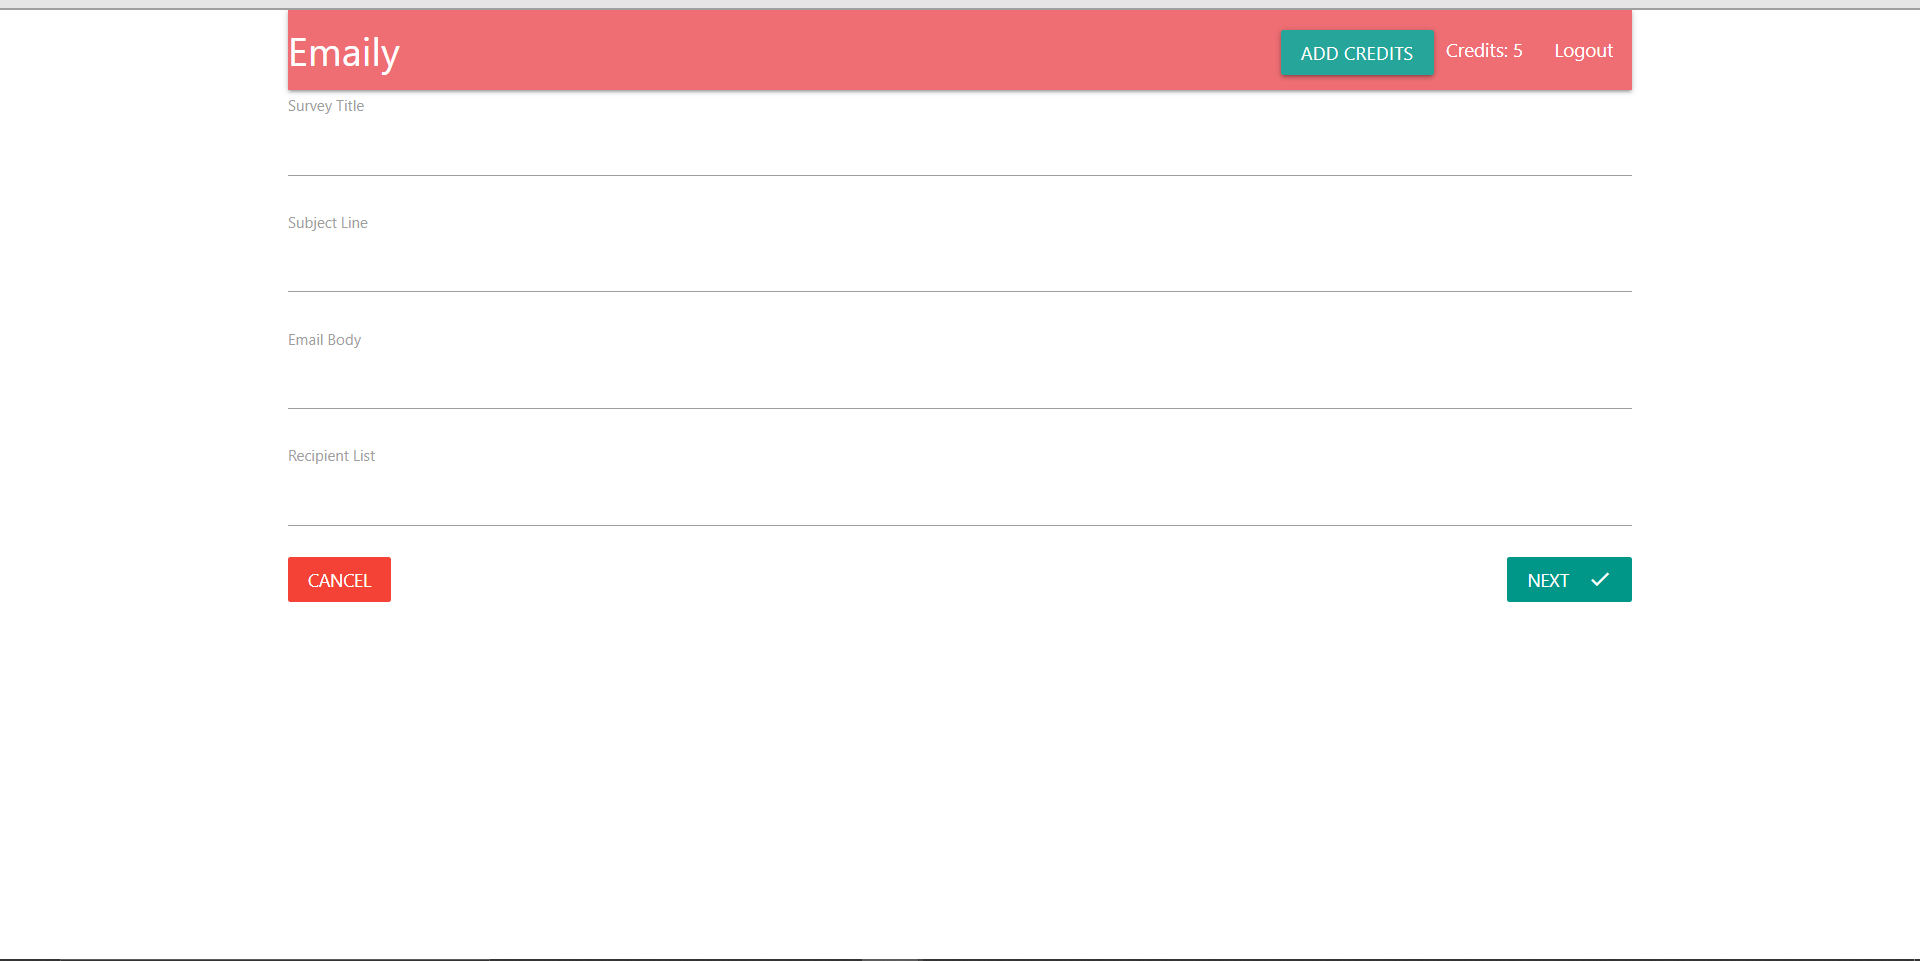 Emaily
ADD CREDITS Credits: 5 Logout
Survey Title
Subject Line
Email Body
Recipient List
CANCEL NEXT